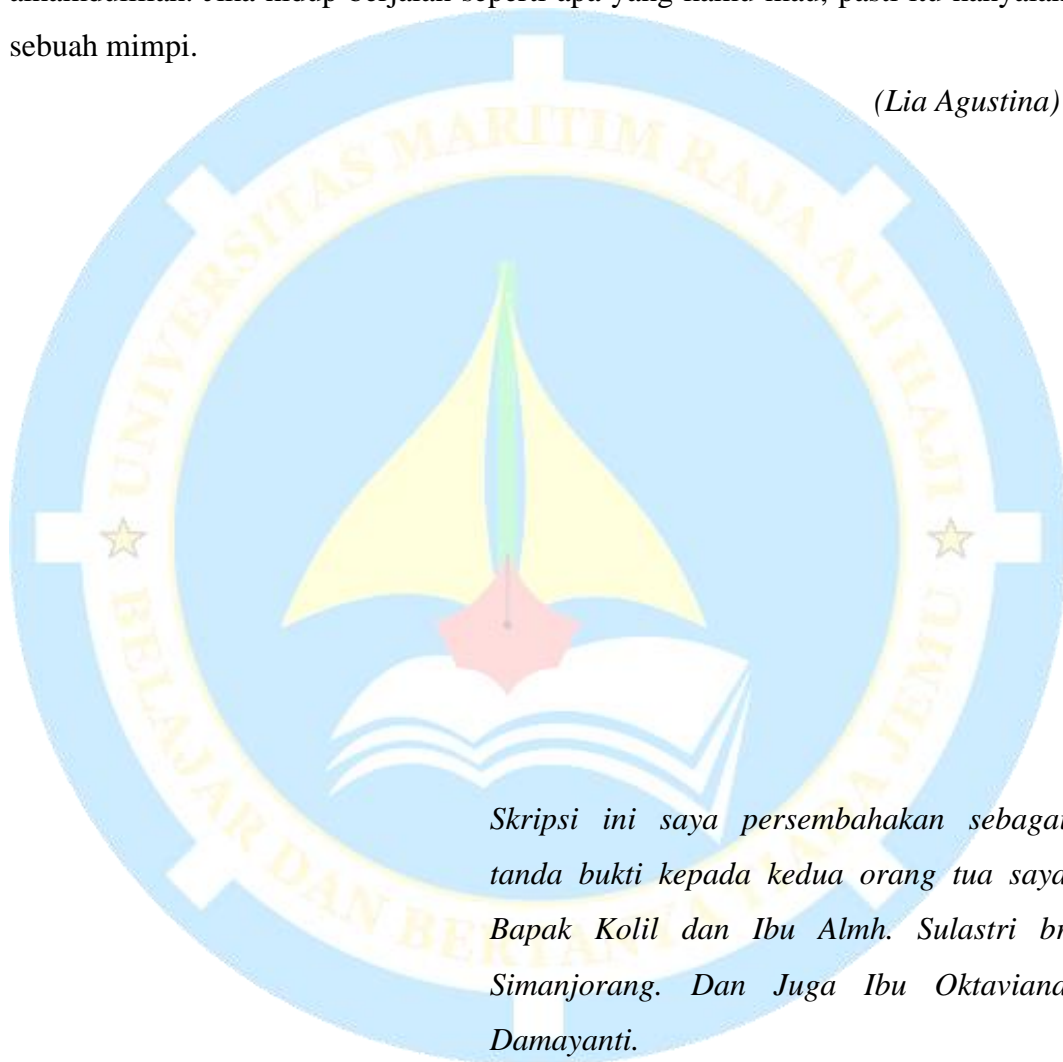 Jika hidup berjalan seperti apa yang kamu mau, pasti itu hanyalah
sebuah mimpi.
(Lia Agustina)
UNIVERSITAS MARITIM RAJA ALI HAJI
BELAJAR DAN BERTANYA TIADA JEMU
Skripsi ini saya persembahakan sebagai
tanda bukti kepada kedua orang tua saya
Bapak Kolil dan Ibu Almh. Sulastri br
Simanjorang. Dan Juga Ibu Oktaviana
Damayanti.